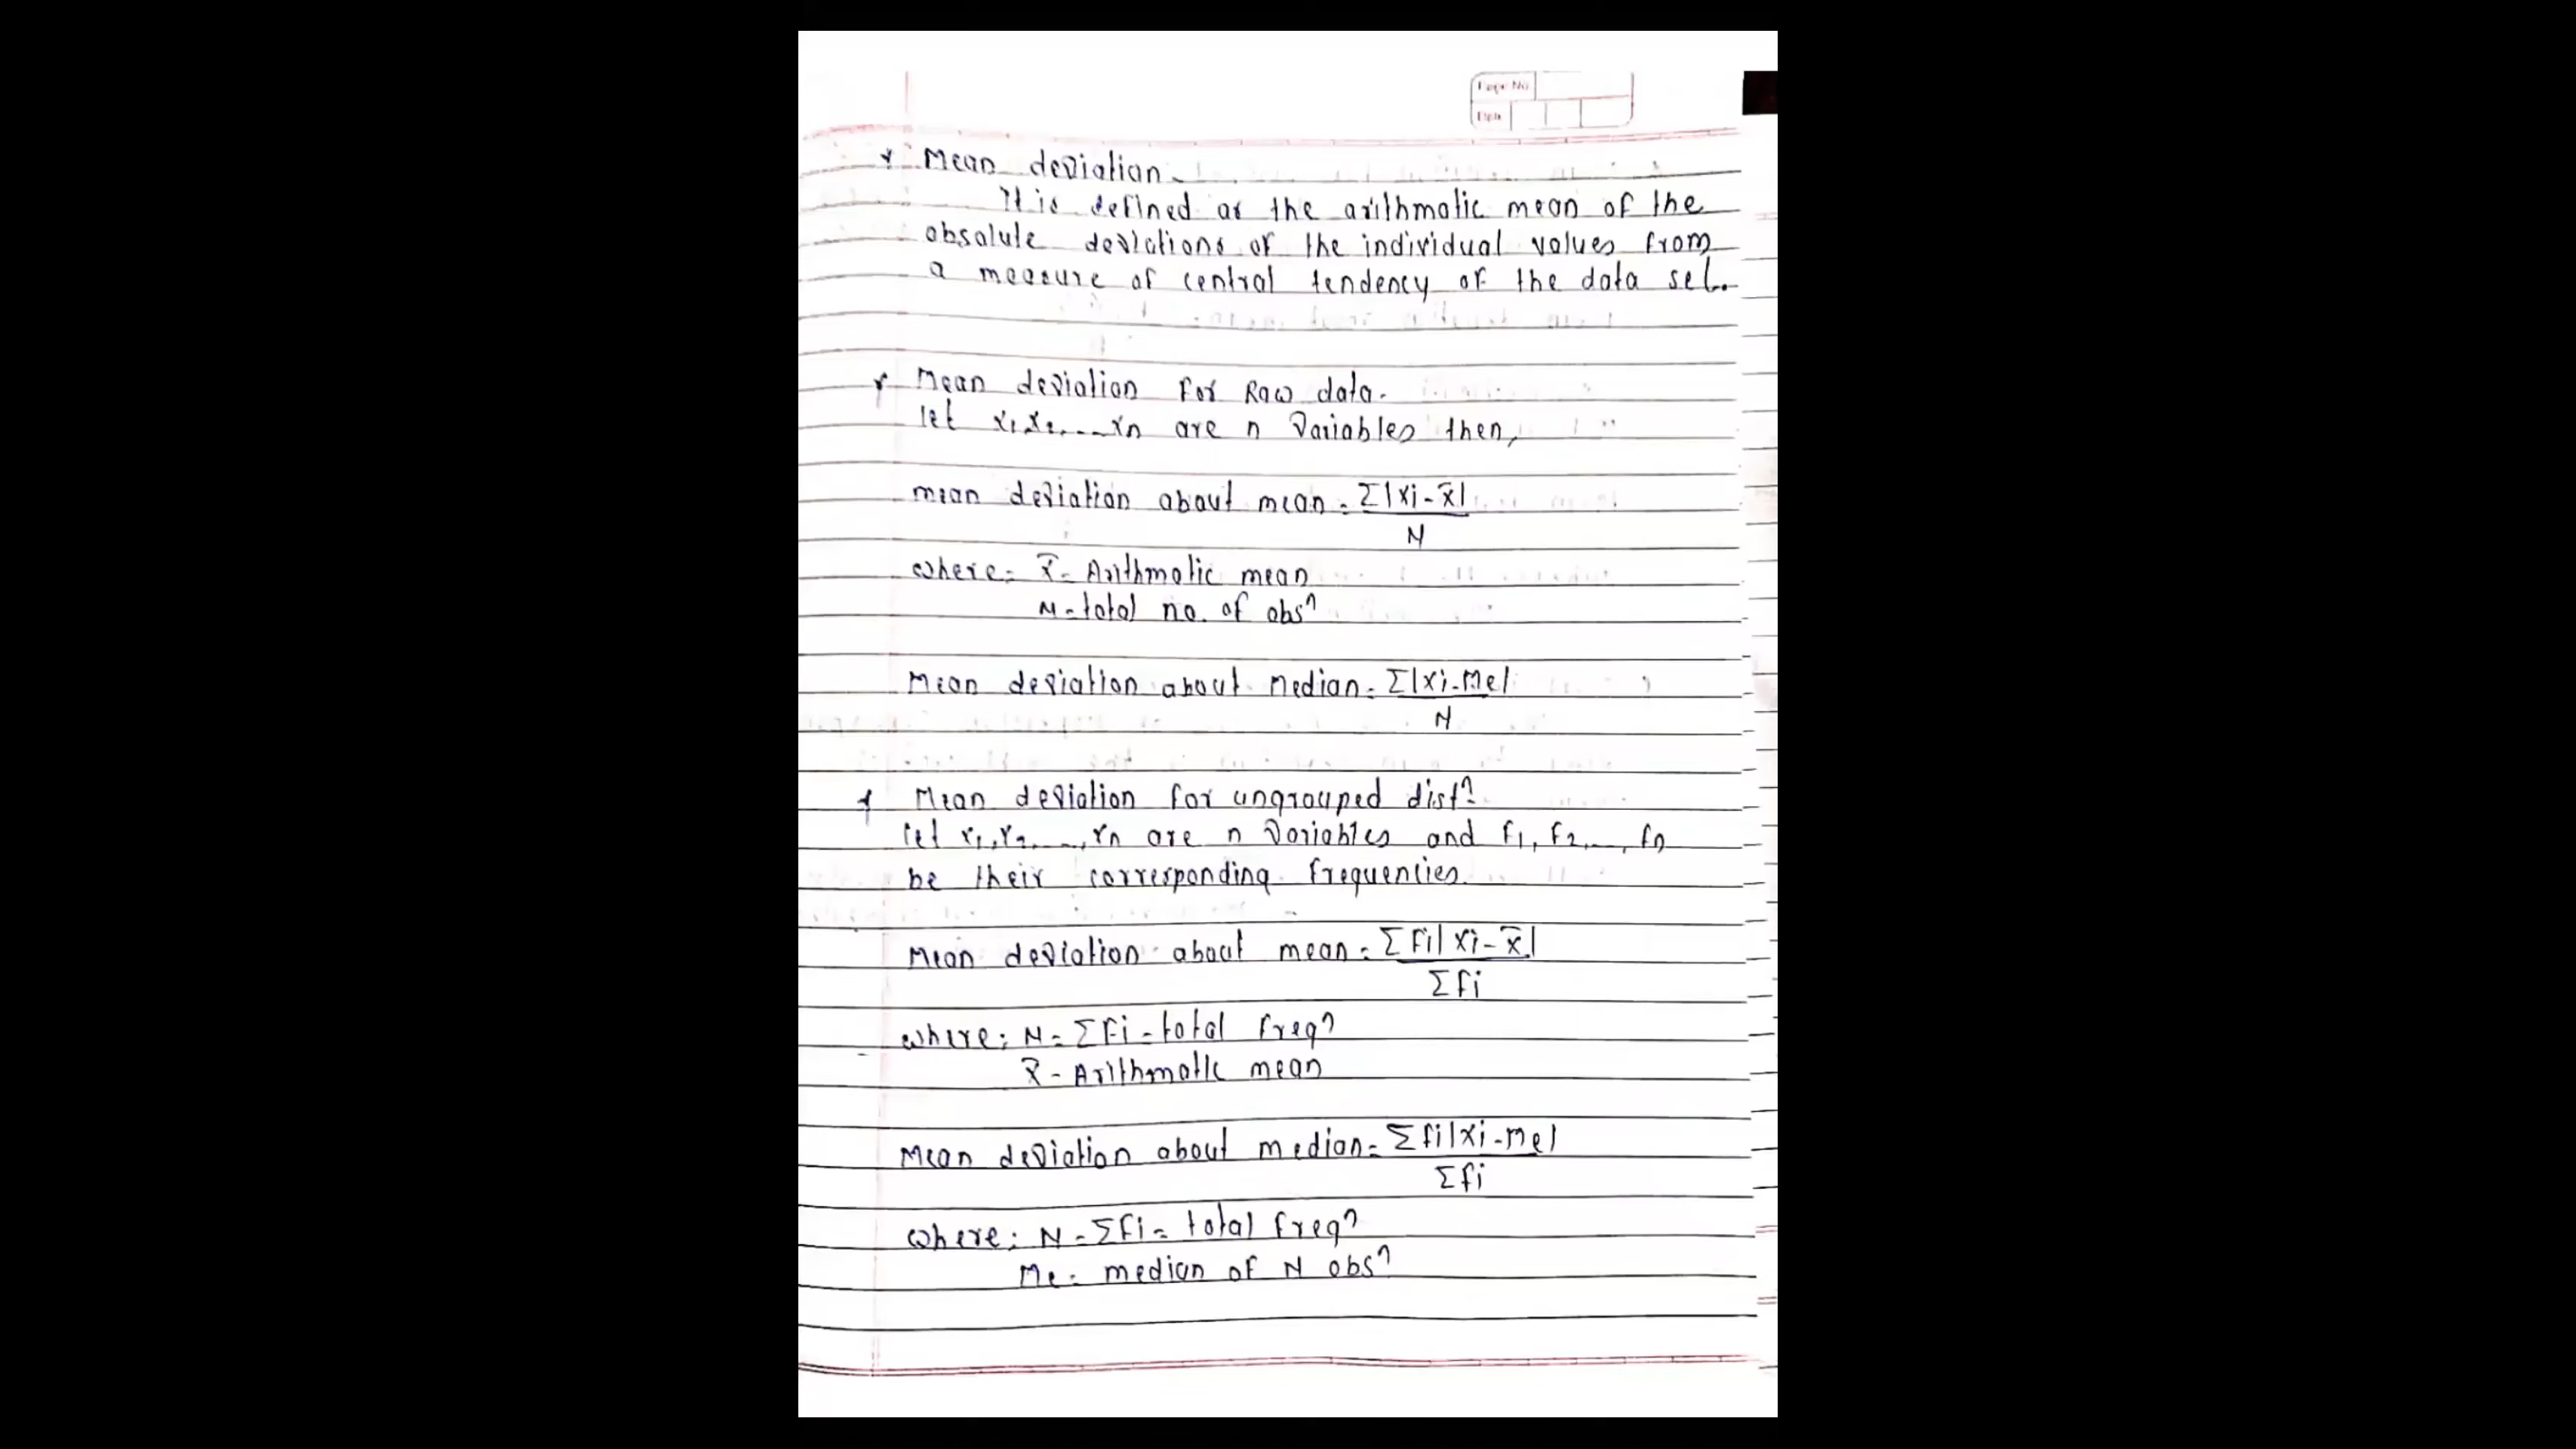 Page No
Date
* Mean deviation -
It is defined as the arithmatic mean of the
absolute deviations of the individual values from
a measure of central tendency of the data set.
* Mean deviation for Raw data.
let x₁,x₂,...xn are n Variables then,
mean deviation about mean = Σ|xi - x̄|
N
where = x̄ - Arithmatic mean
N - total no. of obsⁿ
Mean deviation about median = Σ|xi - Me|
N
* Mean deviation for ungrouped distⁿ
let x₁,x₂,...,xn are n Variables and f₁, f₂,..., fn
be their corresponding frequencies.
Mean deviation about mean = Σ fi|xi - x̄|
Σfi
where; N = Σfi = total freqⁿ
x̄ - Arithmatic mean
Mean deviation about median = Σ fi|xi - Me|
Σfi
where; N = Σfi = total freqⁿ
Me = median of N obsⁿ